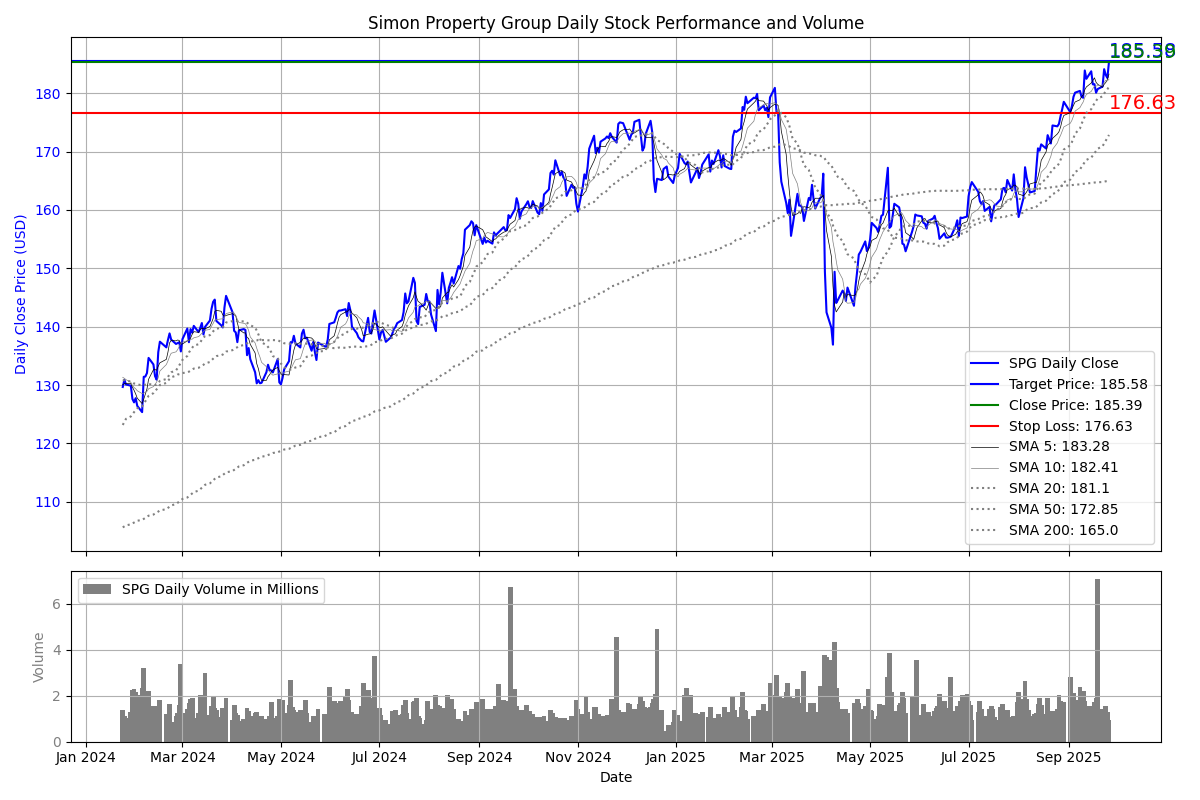 Simon Property Group Daily Stock Performance and Volume
185.39
176.63
180
170
160
150
140
130
120
110
Daily Close Price (USD)
SPG Daily Close
Target Price: 185.58
Close Price: 185.39
Stop Loss: 176.63
SMA 5: 183.28
SMA 10: 182.41
SMA 20: 181.1
SMA 50: 172.85
SMA 200: 165.0
SPG Daily Volume in Millions
6
4
2
0
Volume
Jan 2024 Mar 2024 May 2024 Jul 2024 Sep 2024 Nov 2024 Jan 2025 Mar 2025 May 2025 Jul 2025 Sep 2025
Date